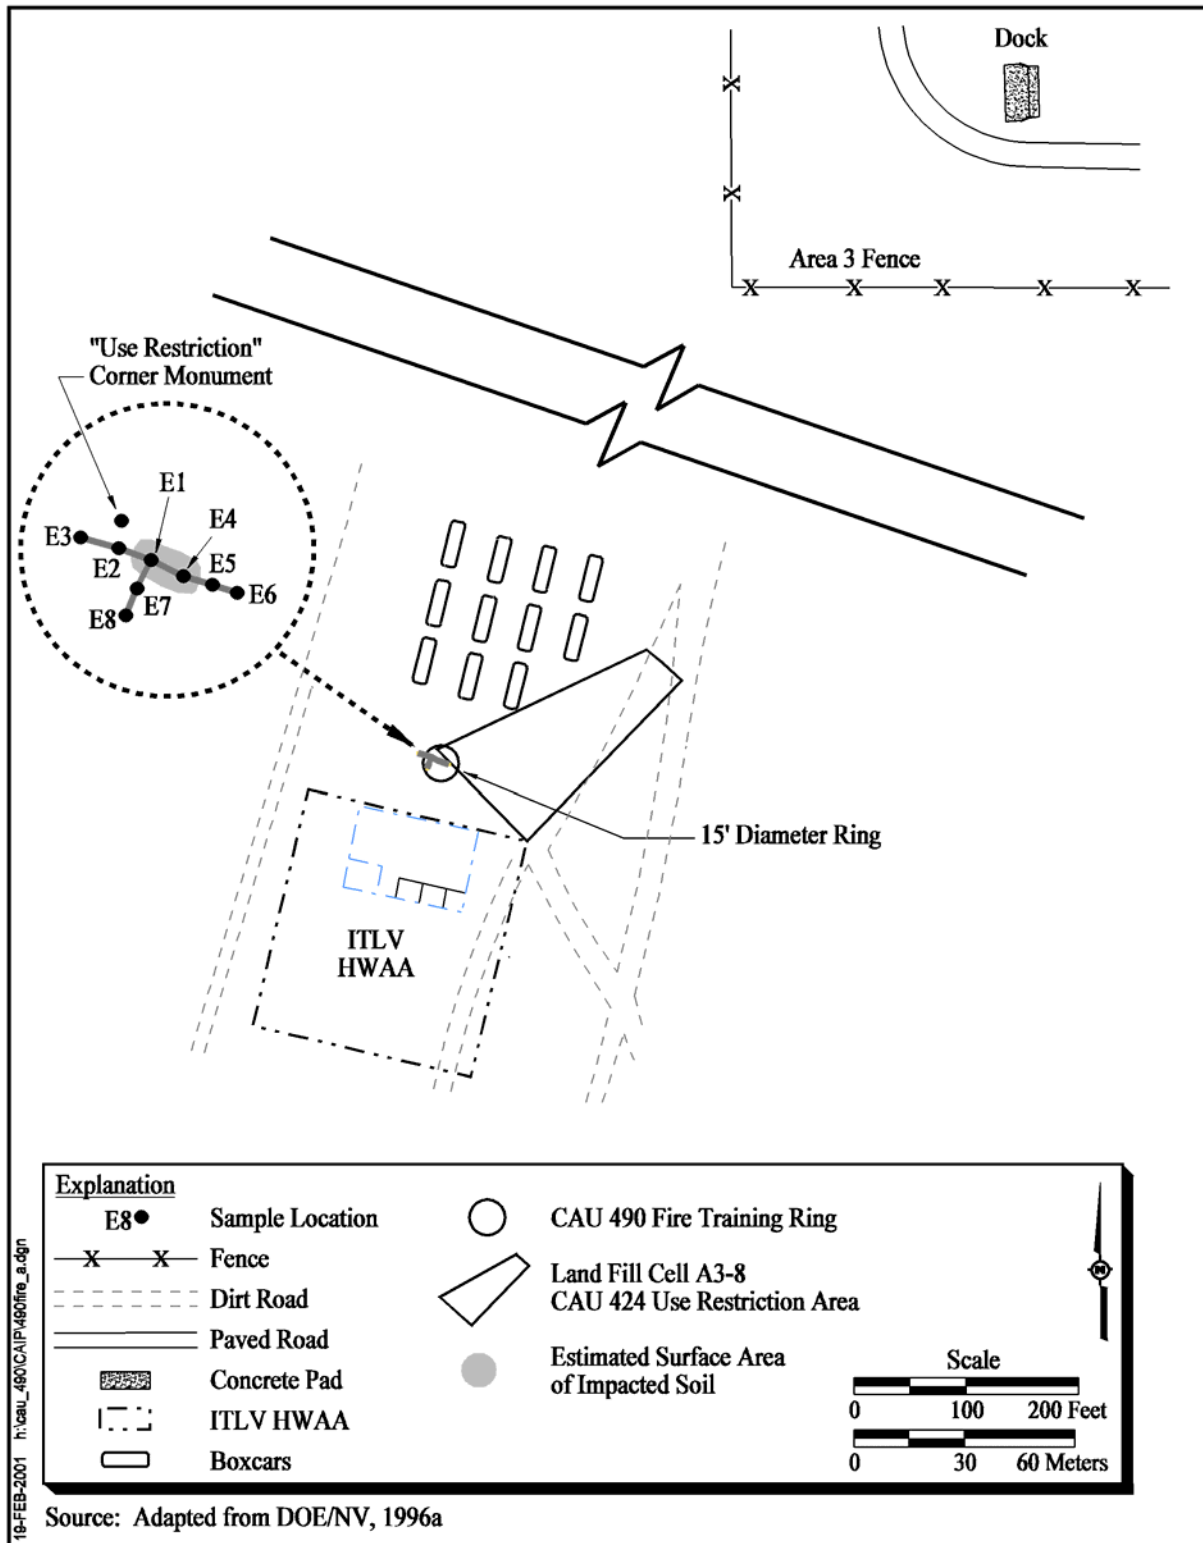 Dock
Area 3 Fence
"Use Restriction"
Corner Monument
E1
E3
E4
E2
E5
E7
E6
E8
15' Diameter Ring
ITLV
HWAA
Explanation
E8
Sample Location
Fence
Dirt Road
Paved Road
Concrete Pad
ITLV HWAA
Boxcars
CAU 490 Fire Training Ring
Land Fill Cell A3-8
CAU 424 Use Restriction Area
Estimated Surface Area
of Impacted Soil
N
Scale
0 100 200 Feet
0 30 60 Meters
19-FEB-2001 h:\cau_490\CAIP\490fire_a.dgn
Source: Adapted from DOE/NV, 1996a